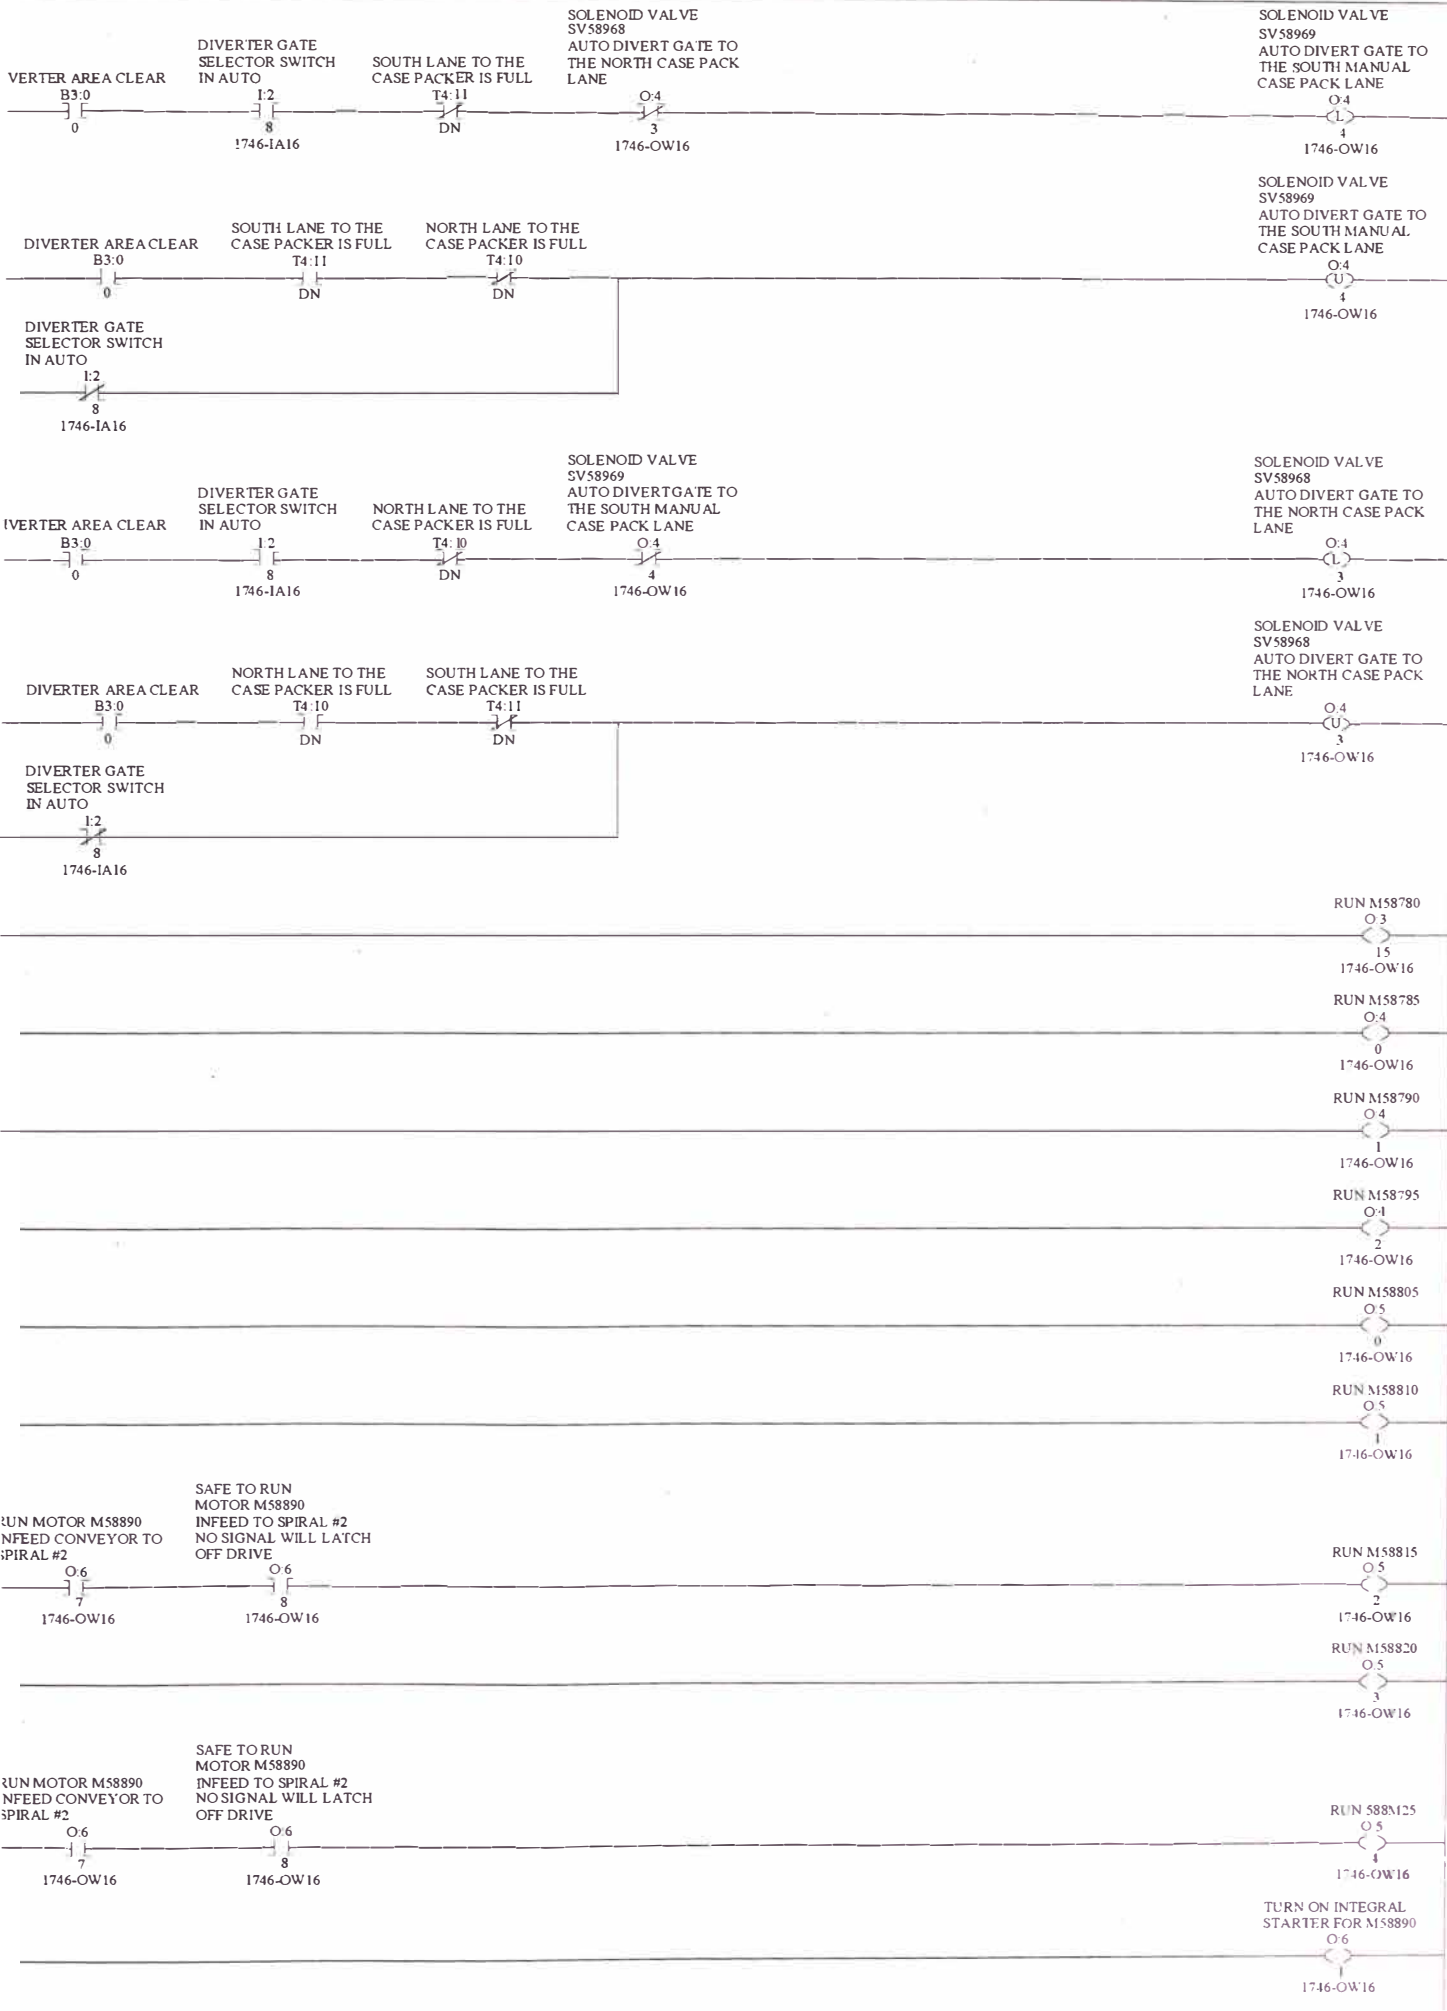 SOLENOID VALVE
SV58968
AUTO DIVERT GATE TO
THE NORTH CASE PACK
LANE
SOLENOID VALVE
SV58969
AUTO DIVERT GATE TO
THE SOUTH MANUAL
CASE PACK LANE
DIVERTER GATE
SELECTOR SWITCH
IN AUTO
SOUTH LANE TO THE
CASE PACKER IS FULL
VERTER AREA CLEAR
B3:0
I:2
T4:11
O:4
O:4
L
0
8
DN
3
4
1746-IA16
1746-OW16
1746-OW16
SOLENOID VALVE
SV58969
AUTO DIVERT GATE TO
THE SOUTH MANUAL
CASE PACK LANE
DIVERTER AREA CLEAR
SOUTH LANE TO THE
CASE PACKER IS FULL
NORTH LANE TO THE
CASE PACKER IS FULL
B3:0
T4:11
T4:10
O:4
U
0
DN
DN
4
1746-OW16
DIVERTER GATE
SELECTOR SWITCH
IN AUTO
I:2
8
1746-IA16
SOLENOID VALVE
SV58969
AUTO DIVERT GATE TO
THE SOUTH MANUAL
CASE PACK LANE
SOLENOID VALVE
SV58968
AUTO DIVERT GATE TO
THE NORTH CASE PACK
LANE
DIVERTER GATE
SELECTOR SWITCH
IN AUTO
NORTH LANE TO THE
CASE PACKER IS FULL
IVERTER AREA CLEAR
B3:0
I:2
T4:10
O:4
O:4
L
0
8
DN
4
3
1746-IA16
1746-OW16
1746-OW16
SOLENOID VALVE
SV58968
AUTO DIVERT GATE TO
THE NORTH CASE PACK
LANE
DIVERTER AREA CLEAR
NORTH LANE TO THE
CASE PACKER IS FULL
SOUTH LANE TO THE
CASE PACKER IS FULL
B3:0
T4:10
T4:11
O:4
U
0
DN
DN
3
1746-OW16
DIVERTER GATE
SELECTOR SWITCH
IN AUTO
I:2
8
1746-IA16
RUN M58780
O:3
15
1746-OW16
RUN M58785
O:4
0
1746-OW16
RUN M58790
O:4
1
1746-OW16
RUN M58795
O:4
2
1746-OW16
RUN M58805
O:5
0
1746-OW16
RUN M58810
O:5
1
1746-OW16
RUN MOTOR M58890
NFEED CONVEYOR TO
SPIRAL #2
SAFE TO RUN
MOTOR M58890
INFEED TO SPIRAL #2
NO SIGNAL WILL LATCH
OFF DRIVE
RUN M58815
O:6
O:6
O:5
7
8
2
1746-OW16
1746-OW16
1746-OW16
RUN M58820
O:5
3
1746-OW16
RUN MOTOR M58890
NFEED CONVEYOR TO
SPIRAL #2
SAFE TO RUN
MOTOR M58890
INFEED TO SPIRAL #2
NO SIGNAL WILL LATCH
OFF DRIVE
RUN 588M25
O:6
O:6
O:5
7
8
4
1746-OW16
1746-OW16
1746-OW16
TURN ON INTEGRAL
STARTER FOR M58890
O:6
1
1746-OW16